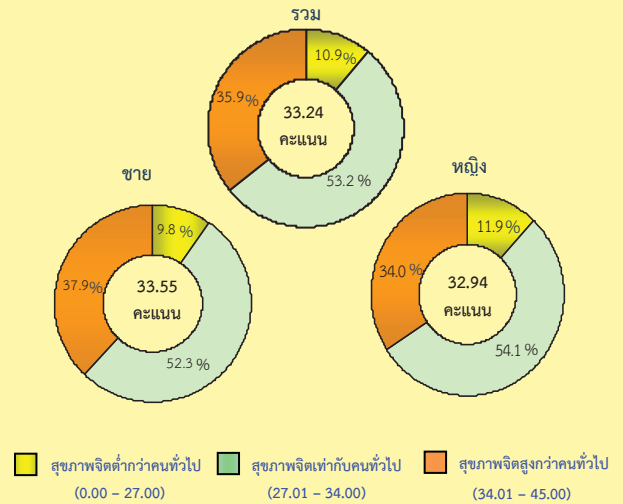 รวม
10.9%
35.9%
33.24
คะแนน
53.2 %
ชาย
9.8 %
37.9%
33.55
คะแนน
52.3 %
หญิง
11.9%
34.0 %
32.94
คะแนน
54.1 %
สุขภาพจิตต่ำกว่าคนทั่วไป
(0.00 – 27.00)
สุขภาพจิตเท่ากับคนทั่วไป
(27.01 – 34.00)
สุขภาพจิตสูงกว่าคนทั่วไป
(34.01 – 45.00)